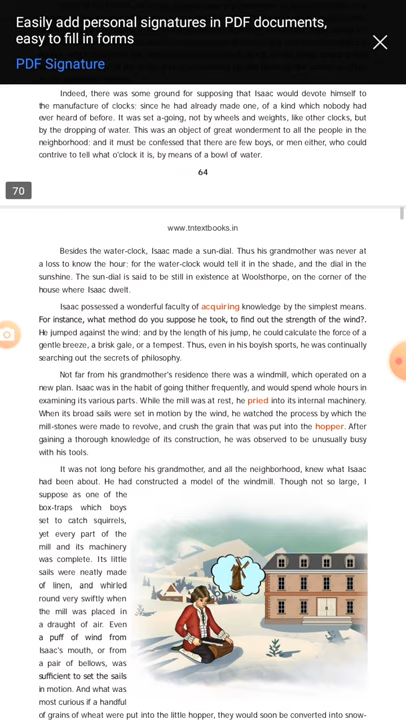 Easily add personal signatures in PDF documents,
easy to fill in forms
PDF Signature
Indeed, there was some ground for supposing that Isaac would devote himself to
the manufacture of clocks; since he had already made one, of a kind which nobody had
ever heard of before. It was set a-going, not by wheels and weights, like other clocks, but
by the dropping of water. This was an object of great wonderment to all the people in the
neighborhood; and it must be confessed that there are few boys, or men either, who could
contrive to tell what o'clock it is, by means of a bowl of water.
64
70
www.tntextbooks.in
Besides the water-clock, Isaac made a sun-dial. Thus his grandmother was never at
a loss to know the hour; for the water-clock would tell it in the shade, and the dial in the
sunshine. The sun-dial is said to be still in existence at Woolsthorpe, on the corner of the
house where Isaac dwelt.
Isaac possessed a wonderful faculty of acquiring knowledge by the simplest means.
For instance, what method do you suppose he took, to find out the strength of the wind?.
He jumped against the wind; and by the length of his jump, he could calculate the force of a
gentle breeze, a brisk gale, or a tempest. Thus, even in his boyish sports, he was continually
searching out the secrets of philosophy.
Not far from his grandmother's residence there was a windmill, which operated on a
new plan. Isaac was in the habit of going thither frequently, and would spend whole hours in
examining its various parts. While the mill was at rest, he pried into its internal machinery.
When its broad sails were set in motion by the wind, he watched the process by which the
mill-stones were made to revolve, and crush the grain that was put into the hopper. After
gaining a thorough knowledge of its construction, he was observed to be unusually busy
with his tools.
It was not long before his grandmother, and all the neighborhood, knew what Isaac
had been about. He had constructed a model of the windmill. Though not so large, I
suppose as one of the
box-traps which boys
set to catch squirrels,
yet every part of the
mill and its machinery
was complete. Its little
sails were neatly made
of linen, and whirled
round very swiftly when
the mill was placed in
a draught of air. Even
a puff of wind from
Isaac's mouth, or from
a pair of bellows, was
sufficient to set the sails
in motion. And what was
most curious if a handful
of grains of wheat were put into the little hopper, they would soon be converted into snow-